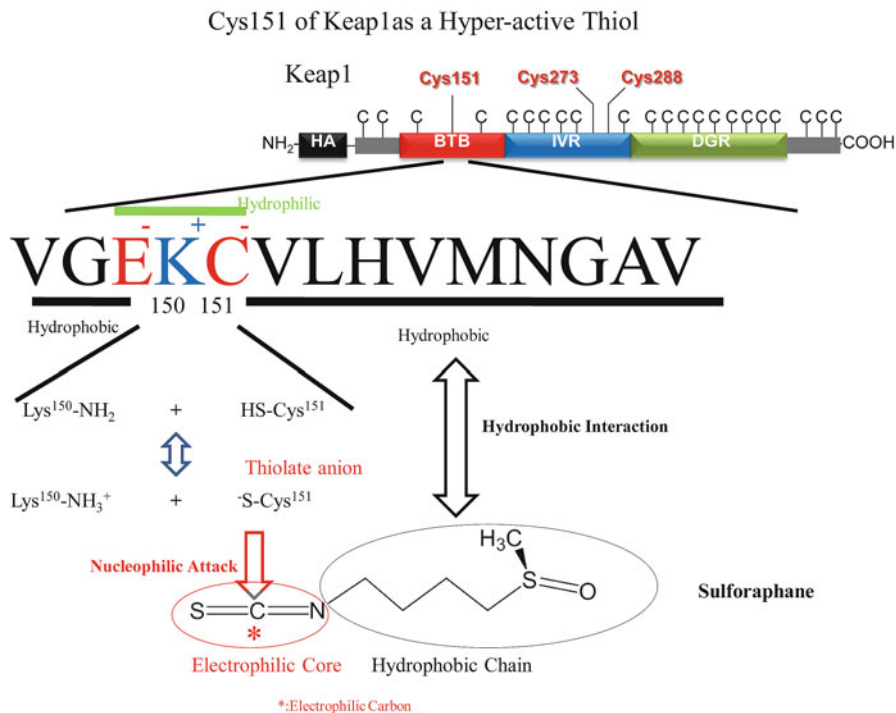 Cys151 of Keap1as a Hyper-active Thiol
Keap1
Cys151 Cys273 Cys288
C C C C C C C C C C C C C C C C C C C C C C
NH₂- HA BTB IVR DGR -COOH
Hydrophilic
- + -
VGEKCVLHVMNGAV
150 151
Hydrophobic
Hydrophobic
Lys¹⁵⁰-NH₂ + HS-Cys¹⁵¹
Hydrophobic Interaction
Thiolate anion
Lys¹⁵⁰-NH₃⁺ + ⁻S-Cys¹⁵¹
Nucleophilic Attack
H₃C
S O
S C N
*
Sulforaphane
Electrophilic Core
Hydrophobic Chain
*:Electrophilic Carbon